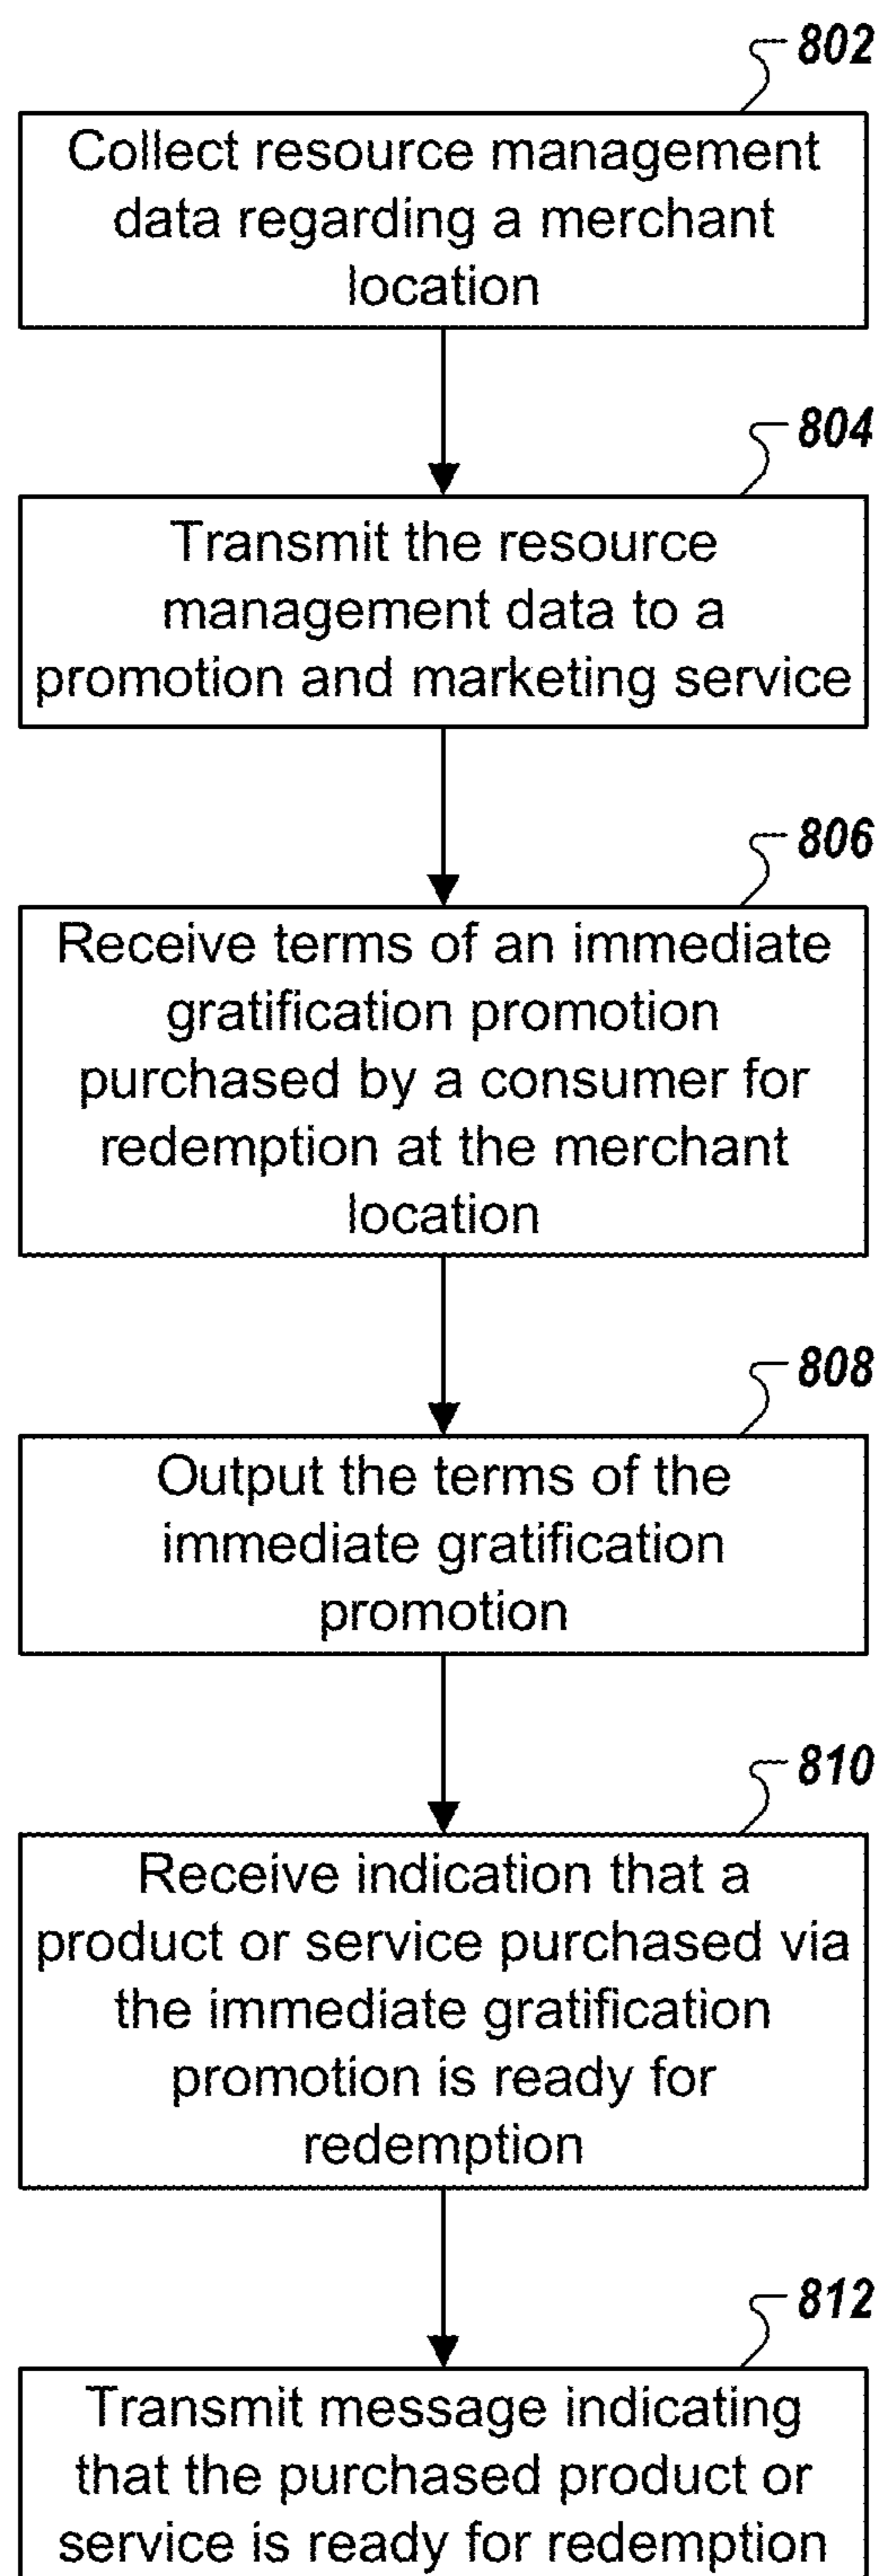 802
Collect resource management
data regarding a merchant
location
804
Transmit the resource
management data to a
promotion and marketing service
806
Receive terms of an immediate
gratification promotion
purchased by a consumer for
redemption at the merchant
location
808
Output the terms of the
immediate gratification
promotion
810
Receive indication that a
product or service purchased via
the immediate gratification
promotion is ready for
redemption
812
Transmit message indicating
that the purchased product or
service is ready for redemption